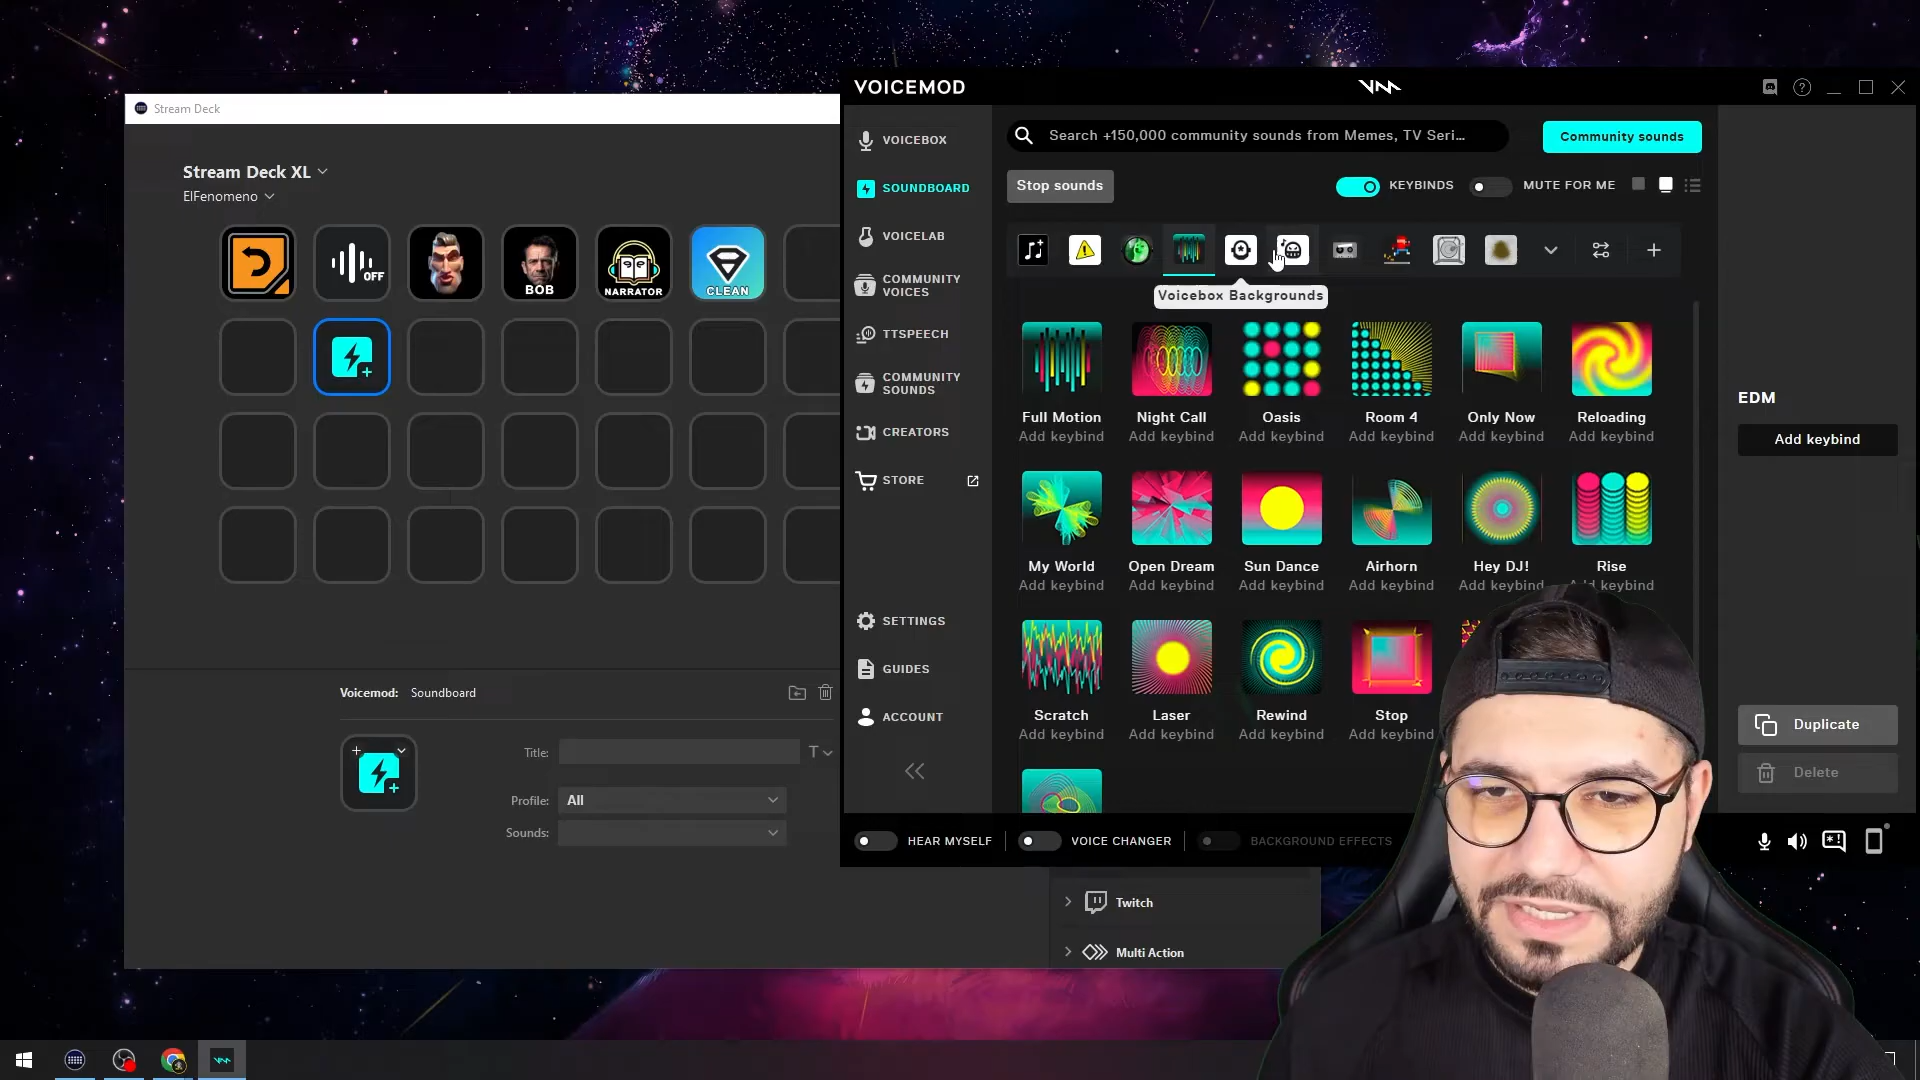 Stream Deck
Stream Deck XL
ElFenomeno
OFF
BOB
NARRATOR
CLEAN
Voicemod: Soundboard
Title:
T
Profile: All
Sounds:
VOICEMOD
VOICEBOX
SOUNDBOARD
VOICELAB
COMMUNITY
VOICES
TTSPEECH
COMMUNITY
SOUNDS
CREATORS
STORE
SETTINGS
GUIDES
ACCOUNT
Search +150,000 community sounds from Memes, TV Seri...
Community sounds
Stop sounds
KEYBINDS
MUTE FOR ME
Voicebox Backgrounds
Full Motion Night Call Oasis Room 4 Only Now Reloading
Add keybind Add keybind Add keybind Add keybind Add keybind Add keybind
My World Open Dream Sun Dance Airhorn Hey DJ! Rise
Add keybind Add keybind Add keybind Add keybind Add keybind keybind
Scratch Laser Rewind Stop
Add keybind Add keybind Add keybind Add keybind
EDM
Add keybind
Duplicate
Delete
HEAR MYSELF
VOICE CHANGER
BACKGROUND EFFECTS
Twitch
Multi Action